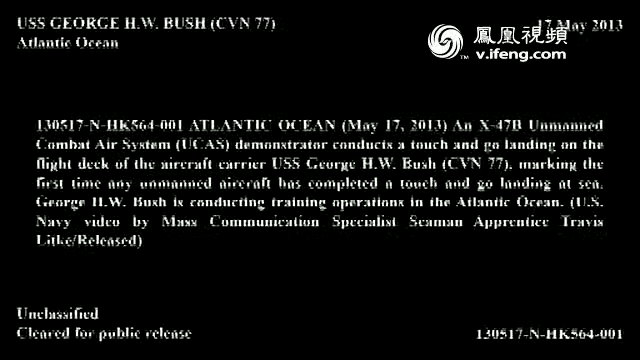 USS GEORGE H.W. BUSH (CVN 77)
17 May 2013
Atlantic Ocean
鳳凰視頻
v.ifeng.com
TM
130517-N-HK564-001 ATLANTIC OCEAN (May 17, 2013) An X-47B Unmanned
Combat Air System (UCAS) demonstrator conducts a touch and go landing on the
flight deck of the aircraft carrier USS George H.W. Bush (CVN 77), marking the
first time any unmanned aircraft has completed a touch and go landing at sea.
George H.W. Bush is conducting training operations in the Atlantic Ocean. (U.S.
Navy video by Mass Communication Specialist Seaman Apprentice Travis
Litke/Released)
Unclassified
Cleared for public release
130517-N-HK564-001